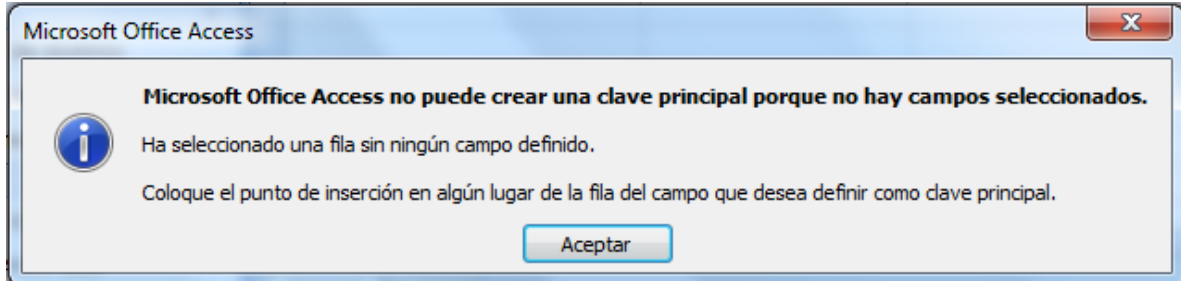 Microsoft Office Access
Microsoft Office Access no puede crear una clave principal porque no hay campos seleccionados.
Ha seleccionado una fila sin ningún campo definido.
Coloque el punto de inserción en algún lugar de la fila del campo que desea definir como clave principal.
Aceptar